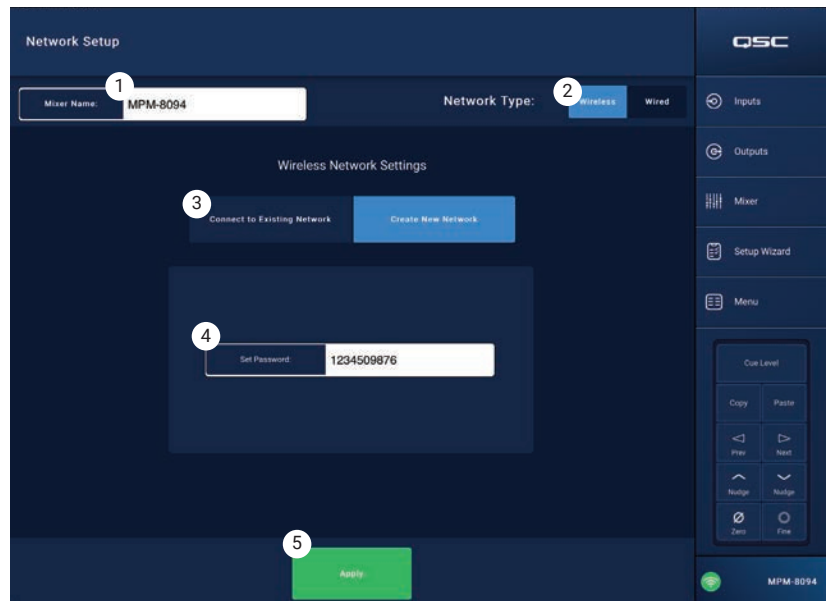 Network Setup
QSC
1
Mixer Name: MPM-8094
Network Type:
2
Wireless Wired
Inputs
Outputs
Mixer
Setup Wizard
Menu
Wireless Network Settings
3
Connect to Existing Network Create New Network
4
Set Password: 1234509876
Cue Level
Copy Paste
Prev Next
Nudge Nudge
Zero Fine
5
Apply
MPM-8094